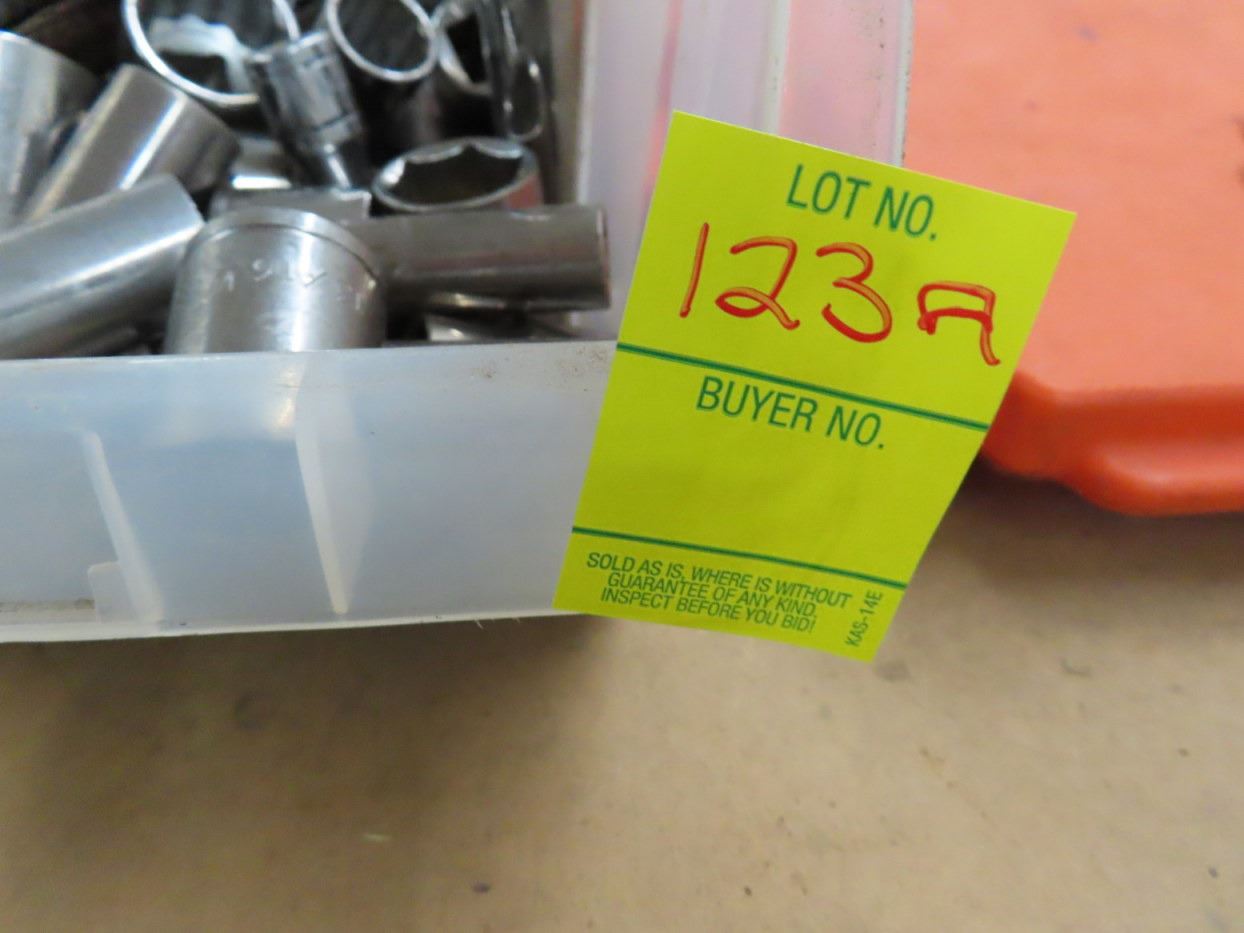 LOT NO.
123A
BUYER NO.
SOLD AS IS, WHERE IS WITHOUT
GUARANTEE OF ANY KIND.
INSPECT BEFORE YOU BID!
KAS-14E